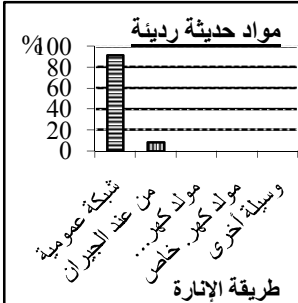 مواد حديثة رديئة
%
100
80
60
40
20
0
شبكة عمومية
من عند الجيران
مولد كهر...
مولد كهر. خاص
وسيلة أخرى
طريقة الإنارة